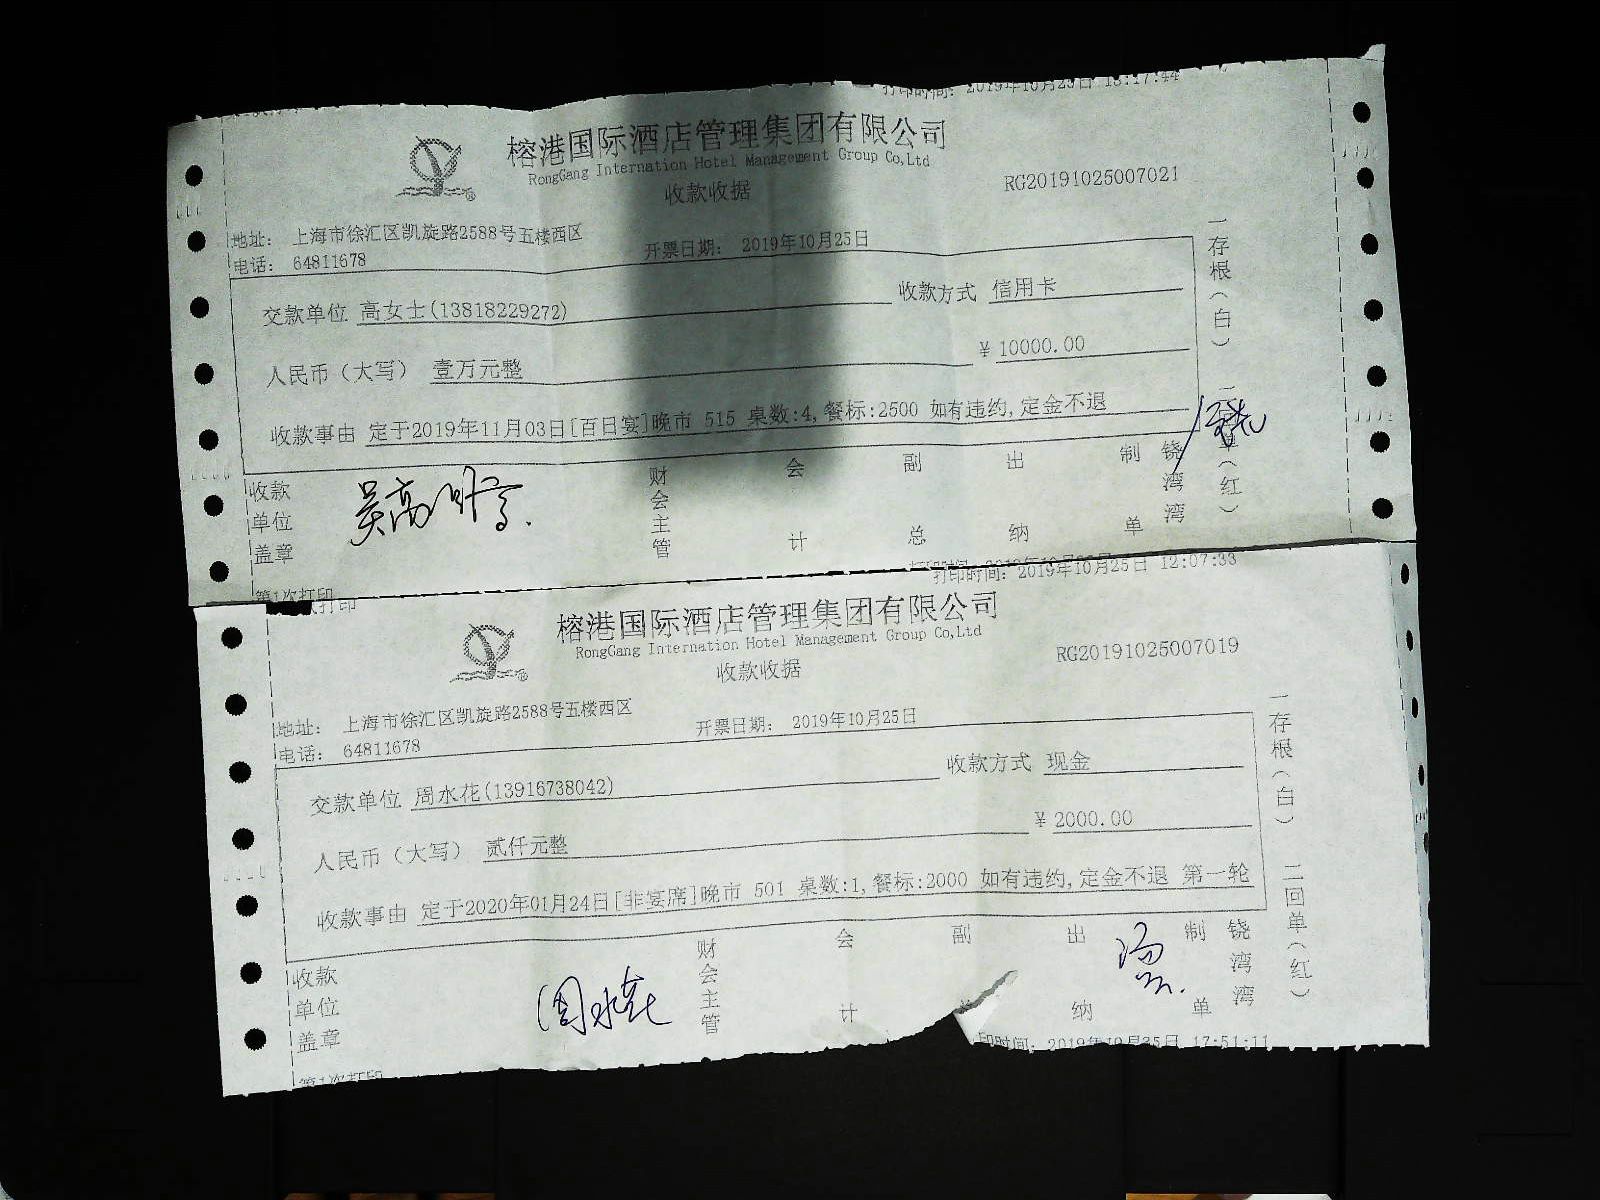 榕港国际酒店管理集团有限公司
RongGang Internation Hotel Management Group Co,Ltd
收款收据
RG20191025007021
地址： 上海市徐汇区凯旋路2588号五楼西区
电话： 64811678
开票日期： 2019年10月25日
交款单位 高女士(13818229272)
收款方式 信用卡
人民币（大写） 壹万元整
¥ 10000.00
收款事由 定于2019年11月03日[百日宴]晚市 515 桌数:4,餐标:2500 如有违约,定金不退
收款单位盖章
财会主管
会计
副总
出纳
制单
饶湾湾
一存根（白）
第1次打印
打印时间: 2019年10月25日 12:07:33
榕港国际酒店管理集团有限公司
RongGang Internation Hotel Management Group Co,Ltd
收款收据
RG20191025007019
地址： 上海市徐汇区凯旋路2588号五楼西区
电话： 64811678
开票日期： 2019年10月25日
交款单位 周水花(13916738042)
收款方式 现金
人民币（大写） 贰仟元整
¥ 2000.00
收款事由 定于2020年01月24日[非宴席]晚市 501 桌数:1,餐标:2000 如有违约,定金不退 第一轮
收款单位盖章
周水花
财会主管
会计
副
出纳
制单
饶湾湾
一存根（白） 二回单（红）
第1次打印
印时间: 2019年10月25日 17:51:11